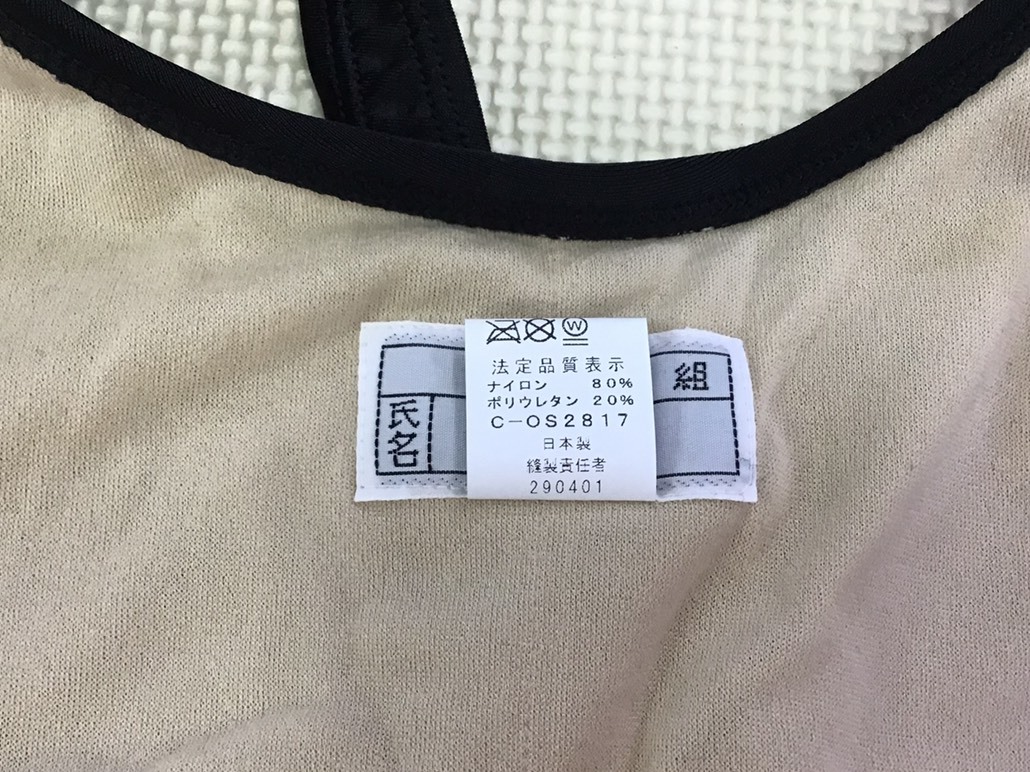 W
法定品質表示
ナイロン 80%
ポリウレタン 20%
C-OS2817
日本製
縫製責任者
290401
組
氏名